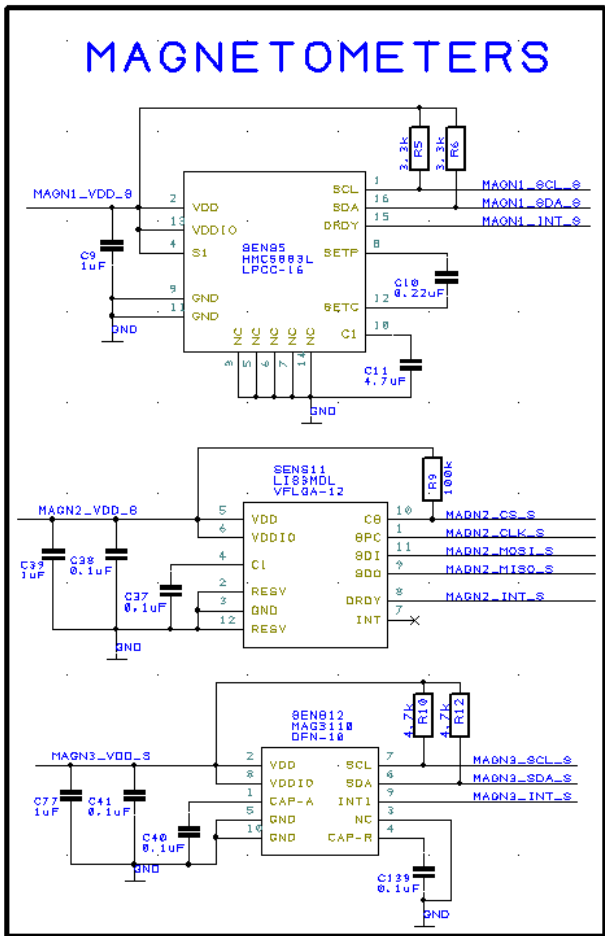 MAGNETOMETERS
3.3k R5
3.3k R6
MAGN1_VDD_S
2 VDD
13 VDDIO
4 S1
9 GND
11 GND
C9
1uF
GND
SENS5
HMC5883L
LPCC-16
SCL 1 MAGN1_SCL_S
SDA 16 MAGN1_SDA_S
DRDY 15 MAGN1_INT_S
SETP 8
C10
0.22uF
SETC 12
C1 10
C11
4.7uF
NC NC NC NC NC
3 5 6 7 14
GND
SENS11
LIS3MDL
VFLGA-12
R9
100k
MAGN2_VDD_S
5 VDD
6 VDDIO
4 C1
2 RESV
3 GND
12 RESV
C39
1uF
C38
0.1uF
C37
0.1uF
GND
CS 10 MAGN2_CS_S
SPC 1 MAGN2_CLK_S
SDI 11 MAGN2_MOSI_S
SDO 9 MAGN2_MISO_S
DRDY 8 MAGN2_INT_S
INT 7
SENS12
MAG3110
DFN-10
4.7k R10
4.7k R12
MAGN3_VDD_S
2 VDD
8 VDDIO
1 CAP-A
5 GND
10 GND
C77
1uF
C41
0.1uF
C40
0.1uF
GND
SCL 7 MAGN3_SCL_S
SDA 6 MAGN3_SDA_S
INT1 9 MAGN3_INT_S
NC 3
CAP-R 4
C139
0.1uF
GND